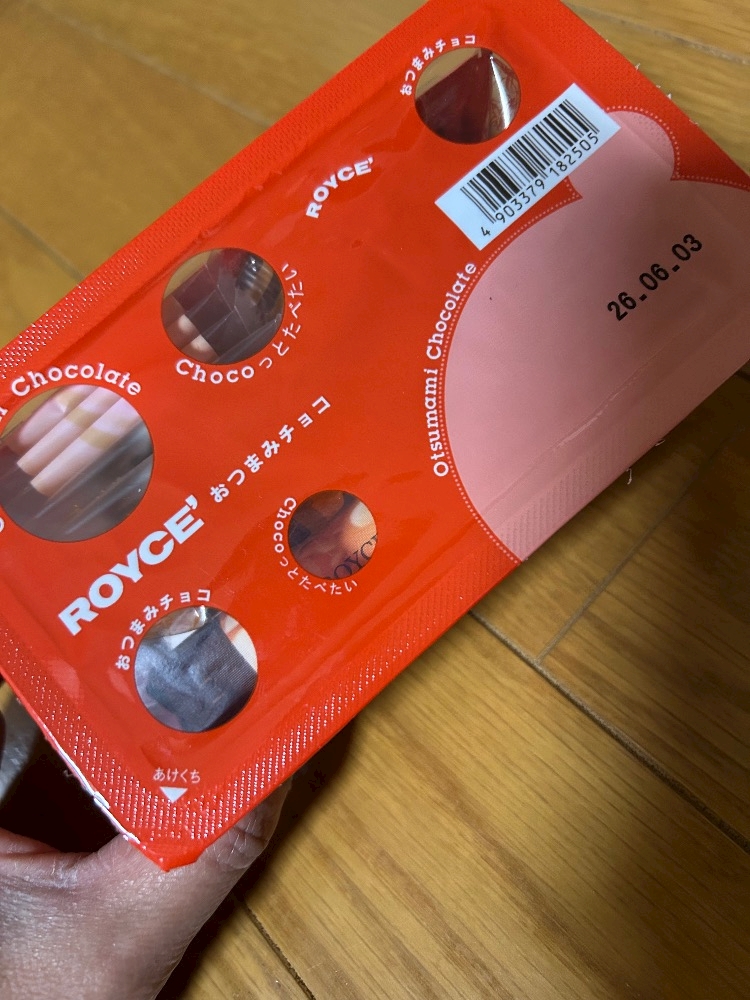 おつまみチョコ
ROYCE'
4 903379 182505
26.06.03
Otsumami Chocolate
Chocoっとたべたい
Chocolate
ROYCE' おつまみチョコ
chocoっとたべたい
おつまみチョコ
あけくち